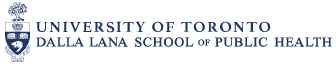 UNIVERSITY OF TORONTO
DALLA LANA SCHOOL OF PUBLIC HEALTH